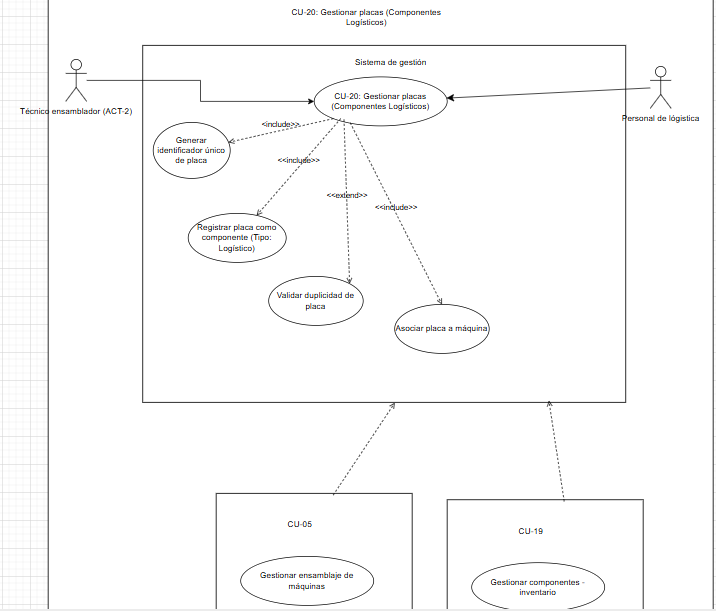 CU-20: Gestionar placas (Componentes
Logísticos)
Sistema de gestión
CU-20: Gestionar placas
(Componentes Logísticos)
Técnico ensamblador (ACT-2)
Personal de lógistica
<include>>
Generar
identificador único
de placa
<<include>>
<<extend>>
<<include>>
Registrar placa como
componente (Tipo:
Logístico)
Validar duplicidad de
placa
Asociar placa a máquina
CU-05
CU-19
Gestionar ensamblaje de
máquinas
Gestionar componentes -
inventario